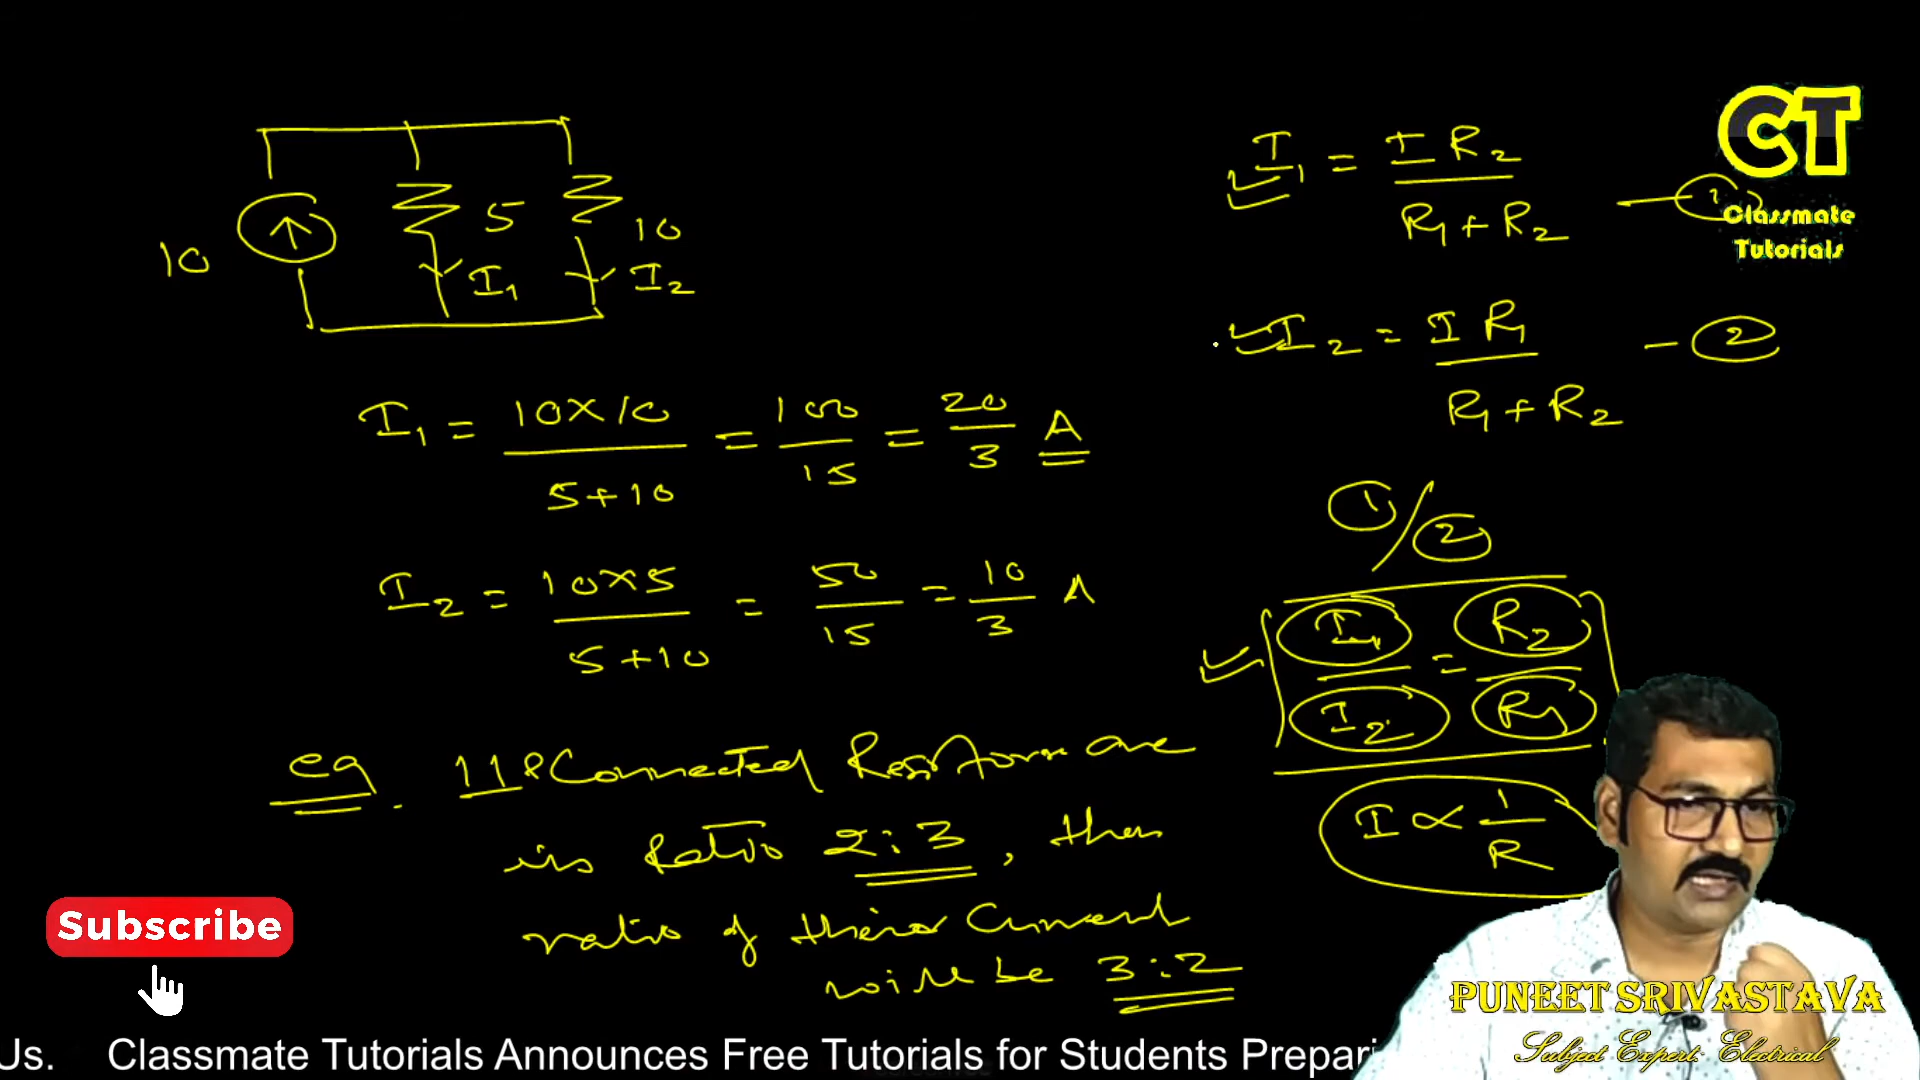 10
5
I1
10
I2
I1 = 10×10 / 5+10 = 100 / 15 = 20 / 3 A
I2 = 10×5 / 5+10 = 50 / 15 = 10 / 3 A
eg. 11el Connected Resistors are
in Ratio 2:3, then
ratio of their Current
will be 3:2
I1 = I R2 / R1 + R2 — 1
I2 = I R1 / R1 + R2 — 2
1 / 2
I1 / I2 = R2 / R1
I ∝ 1 / R
CT
Classmate
Tutorials
Subscribe
PUNEET SRIVASTAVA
Subject Expert: Electrical
Us. Classmate Tutorials Announces Free Tutorials for Students Prepari